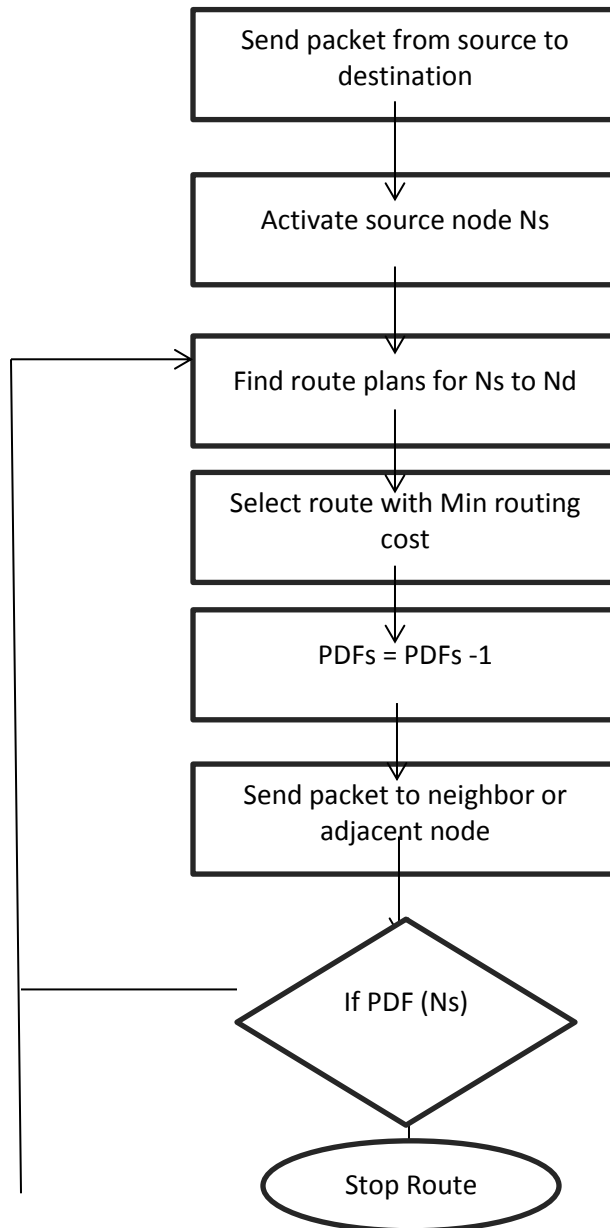 Send packet from source to
destination
Activate source node Ns
Find route plans for Ns to Nd
Select route with Min routing
cost
PDFs = PDFs -1
Send packet to neighbor or
adjacent node
If PDF (Ns)
Stop Route